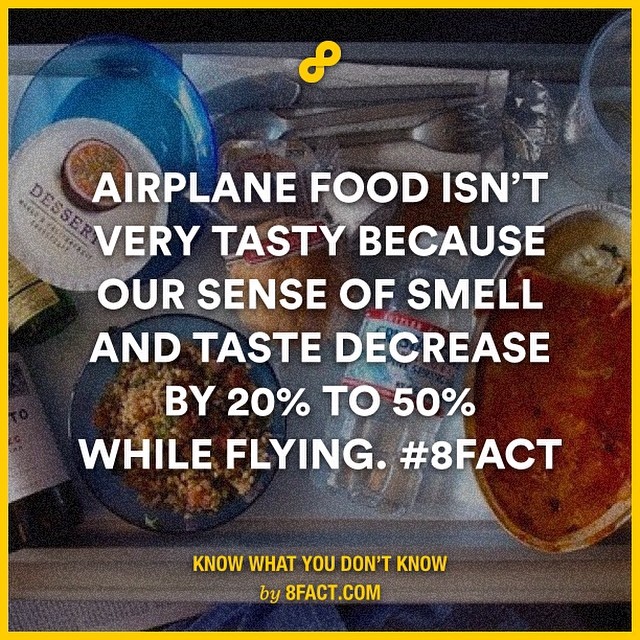 AIRPLANE FOOD ISN'T
VERY TASTY BECAUSE
OUR SENSE OF SMELL
AND TASTE DECREASE
BY 20% TO 50%
WHILE FLYING. #8FACT
KNOW WHAT YOU DON'T KNOW
by 8FACT.COM
DESSERT